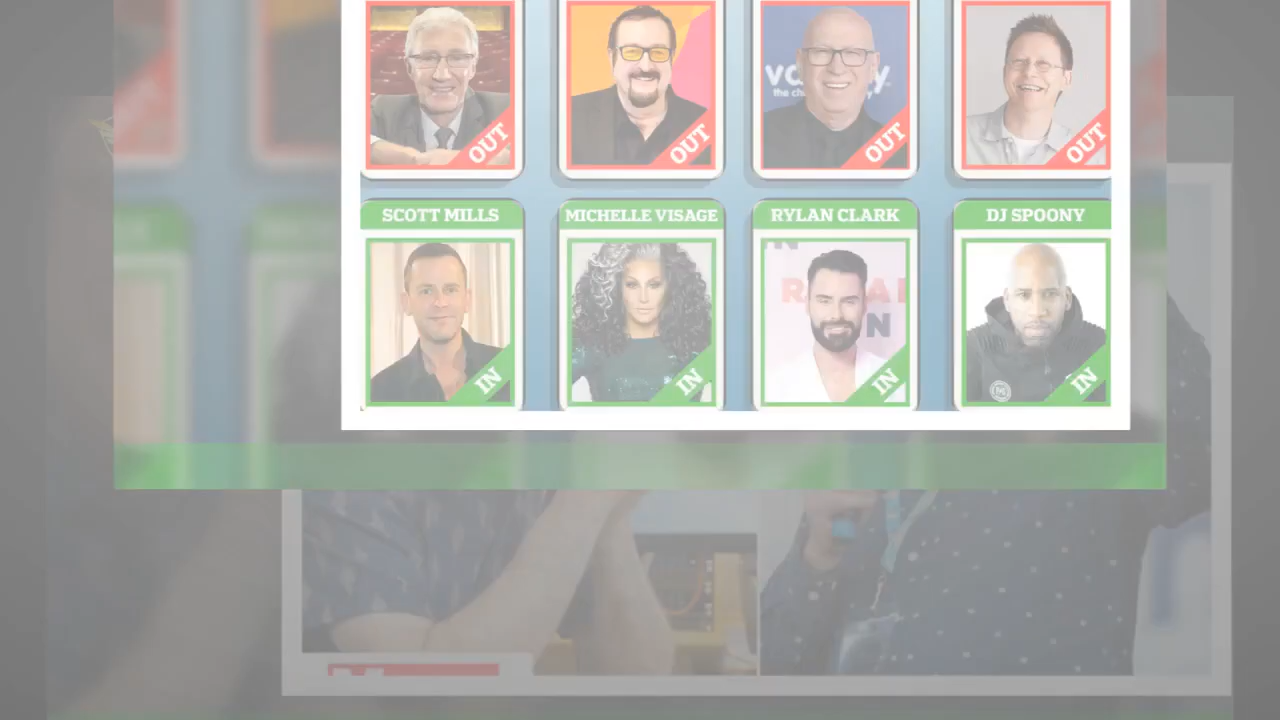 OUT OUT OUT OUT
SCOTT MILLS MICHELLE VISAGE RYLAN CLARK DJ SPOONY
IN IN IN IN